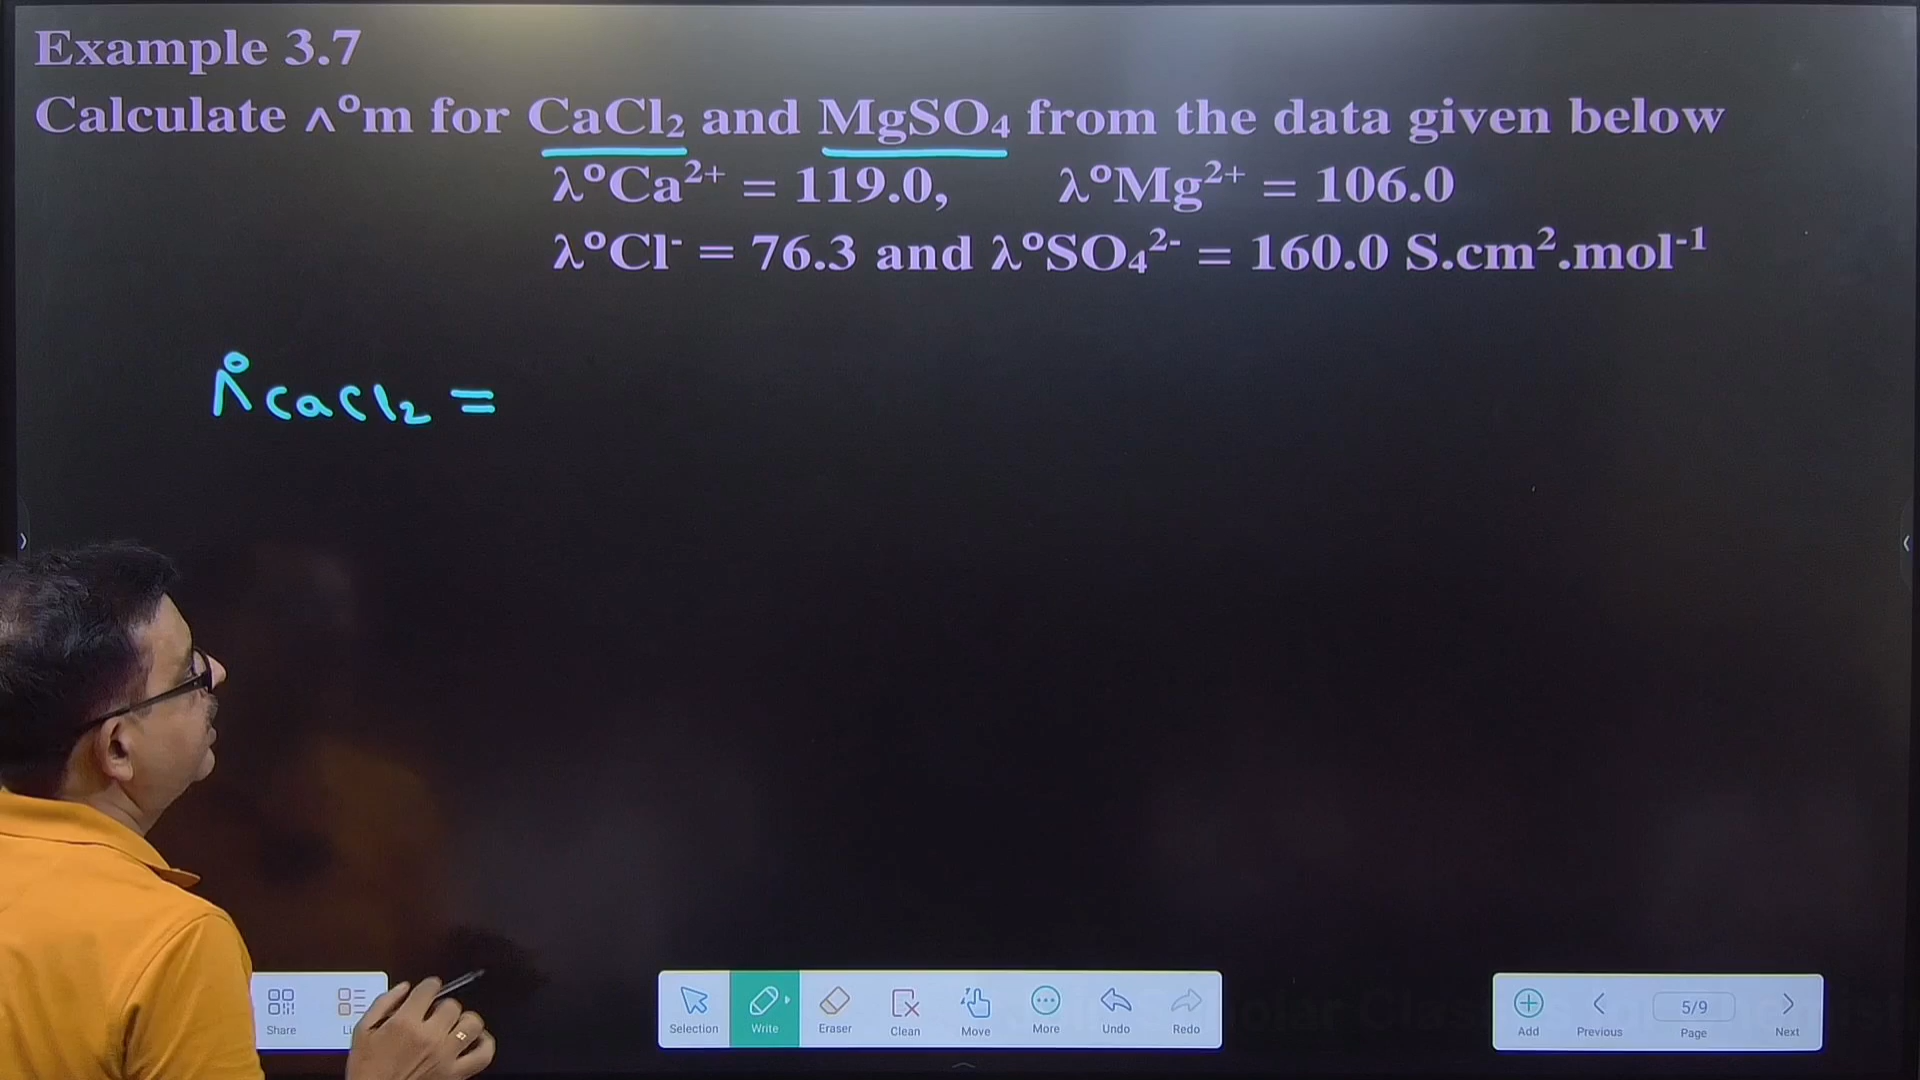 Example 3.7
Calculate ʌ°m for CaCl₂ and MgSO₄ from the data given below
λ°Ca²⁺ = 119.0, λ°Mg²⁺ = 106.0
λ°Cl⁻ = 76.3 and λ°SO₄²⁻ = 160.0 S.cm².mol⁻¹
Λ° CaCl₂ =
Share
Selection
Write
Eraser
Clean
Move
More
Undo
Redo
Add
Previous
5/9
Page
Next